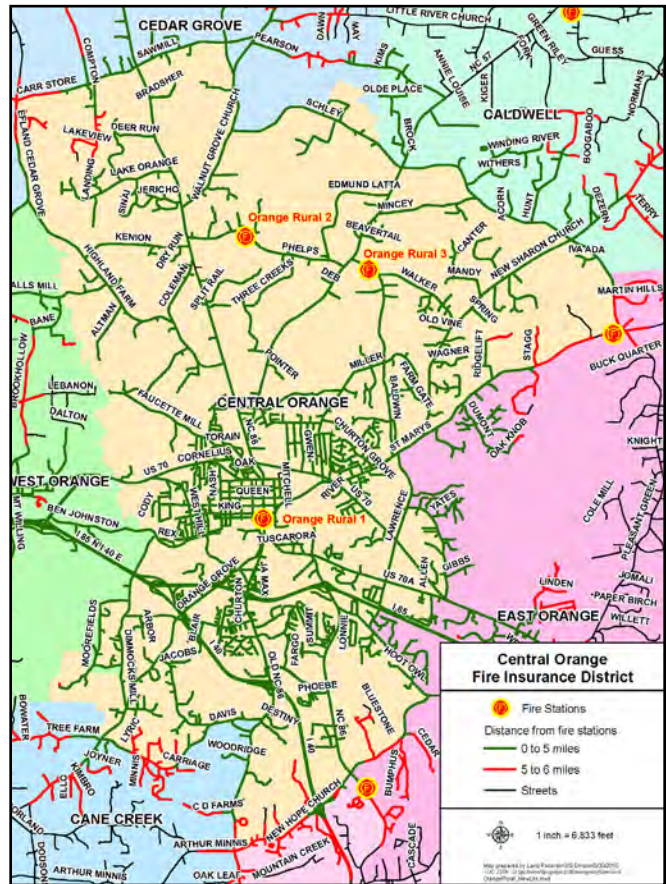 CEDAR GROVE
LITTLE RIVER CHURCH
DAWN
MAY
GREEN RILEY
SAWMILL
PEARSON
KIMS
NC 57
FORK
GUESS
COMPTON
CARR STORE
BRADSHER
OLDE PLACE
ANNIE LOUISE
KIGER
NORMANS
EFLAND CEDAR GROVE
LAKEVIEW
DEER RUN
WALNUT GROVE CHURCH
SCHLEY
BROCK
CALDWELL
BOOGABOO
LANDING
LAKE ORANGE
WINDING RIVER
WITHERS
SINAI
JERICHO
EDMUND LATTA
MINCEY
ACORN
HUNT
DEZERN
TERRY
Orange Rural 2
BEAVERTAIL
KENION
DRY RUN
PHELPS
Orange Rural 3
CANTER
NEW SHARON CHURCH
IVA ADA
HIGHLAND FARM
COLEMAN
SPLIT RAIL
THREE CREEKS
DEB
WALKER
MANDY
SPRING
MARTIN HILLS
ALLS MILL
BANE
ALTMAN
OLD VINE
WAGNER
RIDGELIFT
STAGG
BUCK QUARTER
BROOKHOLLOW
POINTER
MILLER
FARM GATE
BALDWIN
LEBANON
DALTON
FAUCETTE MILL
CENTRAL ORANGE
DUMONT
OAK KNOB
TORAIN
NC 86
GWEN
CHURTON GROVE
ST MARYS
KNIGHT
US 70
CORNELIUS
OAK
MITCHELL
WEST ORANGE
NASH
QUEEN
RIVER
US 70
LAWRENCE
YATES
COLE MILL
PLEASANT GREEN
CODY
WESTHILL
KING
MT WILLING
BEN JOHNSTON
REX
Orange Rural 1
I 85 N I 40 E
TUSCARORA
ORANGE GROVE
JA MAX
US 70A
ALLEN
GIBBS
JOMALI
LINDEN
I 85
PAPER BIRCH
MOOREFIELDS
ARBOR
BLAIR
CHURTON
SUMMIT
LONNIE
EAST ORANGE
WILLETT
DIMMOCKS MILL
JACOBS
I 40
OLD NC 86
FARGO
HOOT OWL
PHOEBE
BOWATER
TREE FARM
LYRIC
DAVIS
DESTINY
NC 86
BLUESTONE
JOYNER
WOODRIDGE
I 40
CEDAR
ELLO
KIMBRO
MINNIS
CARRIAGE
BUMPHUS
C D FARMS
NEW HOPE CHURCH
CANE CREEK
ARTHUR MINNIS
MOUNTAIN CREEK
CASCADE
DODSON
ARTHUR MINNIS
OAK LEAF
Central Orange
Fire Insurance District
Fire Stations
Distance from fire stations
0 to 5 miles
5 to 6 miles
Streets
1 inch = 6,833 feet